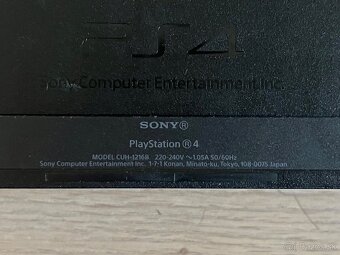 PS4
Sony Computer Entertainment Inc.
SONY®
PlayStation®4
MODEL CUH-1216B 220-240V ∼ 1.05A 50/60Hz
Sony Computer Entertainment Inc. 1-7-1 Konan, Minato-ku, Tokyo, 108-0075 Japan